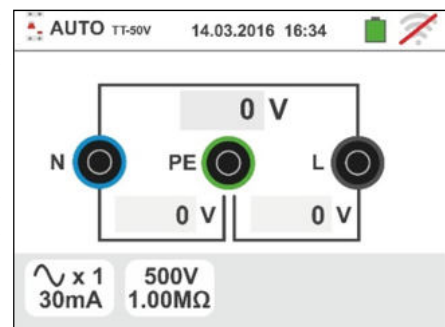 AUTO TT-50V 14.03.2016 16:34
0 V
N PE L
0 V 0 V
∿ x 1 500V
30mA 1.00MΩ